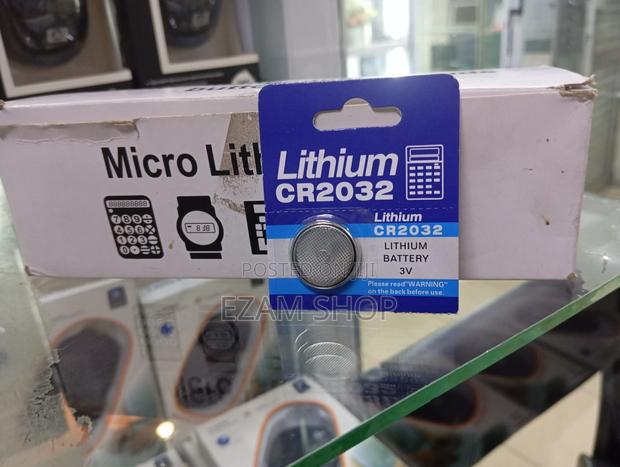 Micro Lith
Lithium
CR2032
Lithium
CR2032
LITHIUM
BATTERY
3V
Please read "WARNING"
on the back before use.
POSTED ON JIJI
EZAM SHOP